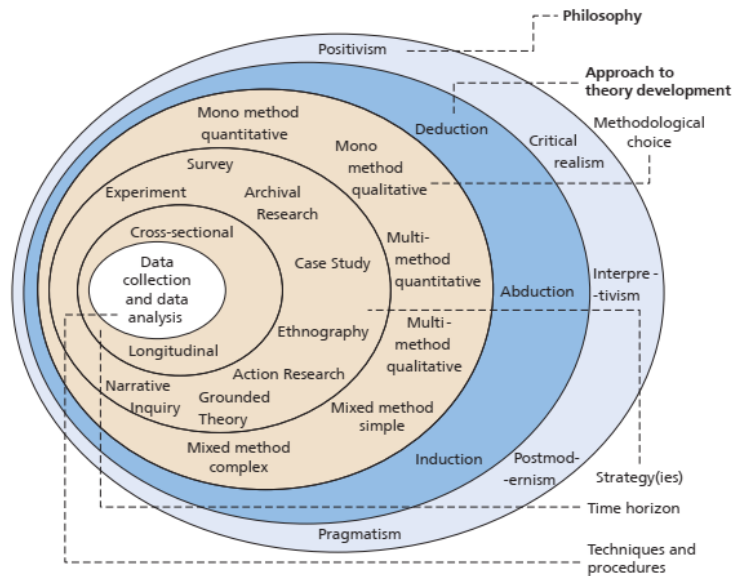 Philosophy
Positivism
Approach to
theory development
Mono method
quantitative
Deduction
Methodological
choice
Mono
method
qualitative
Critical
realism
Survey
Experiment
Archival
Research
Cross-sectional
Multi-
method
quantitative
Data
collection
and data
analysis
Case Study
Interpre-
-tivism
Abduction
Ethnography
Multi-
method
qualitative
Longitudinal
Action Research
Narrative
Inquiry
Grounded
Theory
Mixed method
simple
Mixed method
complex
Induction
Postmod-
-ernism
Strategy(ies)
Time horizon
Pragmatism
Techniques and
procedures